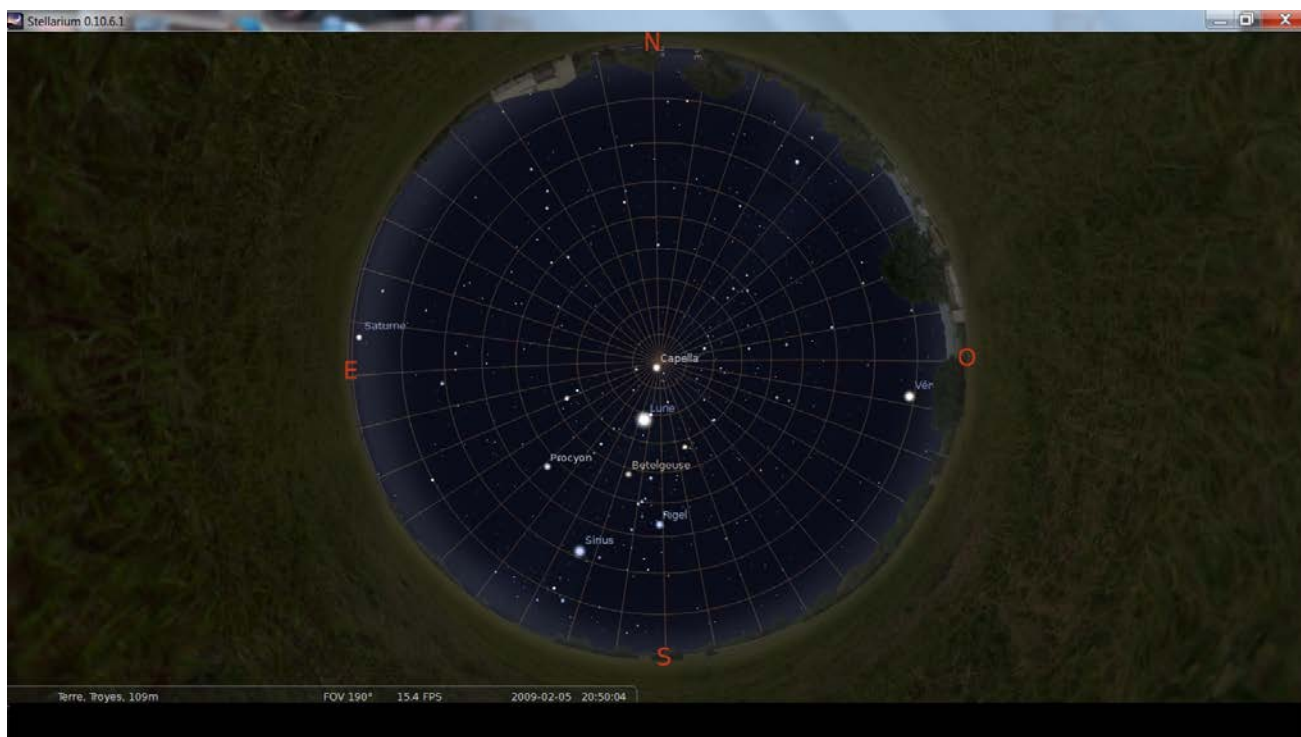 Stellarium 0.10.6.1
N
Saturne
E
Capella
O
Vén
Lune
Procyon
Betelgeuse
Rigel
Sirius
S
Terre, Troyes, 109m FOV 190° 15.4 FPS 2009-02-05 20:50:04